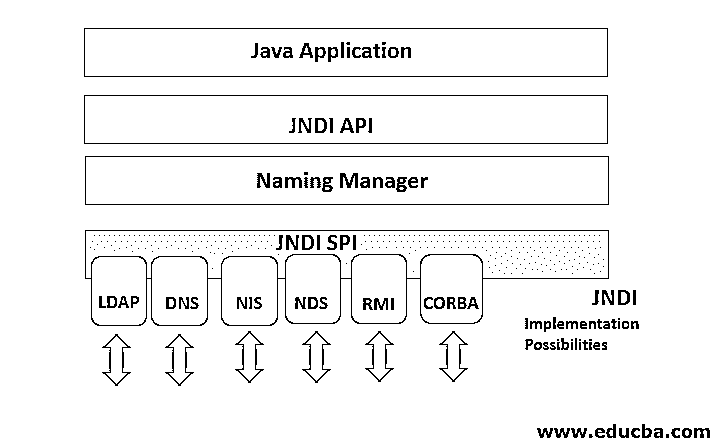 Java Application
JNDI API
Naming Manager
JNDI SPI
LDAP DNS NIS NDS RMI CORBA
JNDI
Implementation
Possibilities
www.educba.com